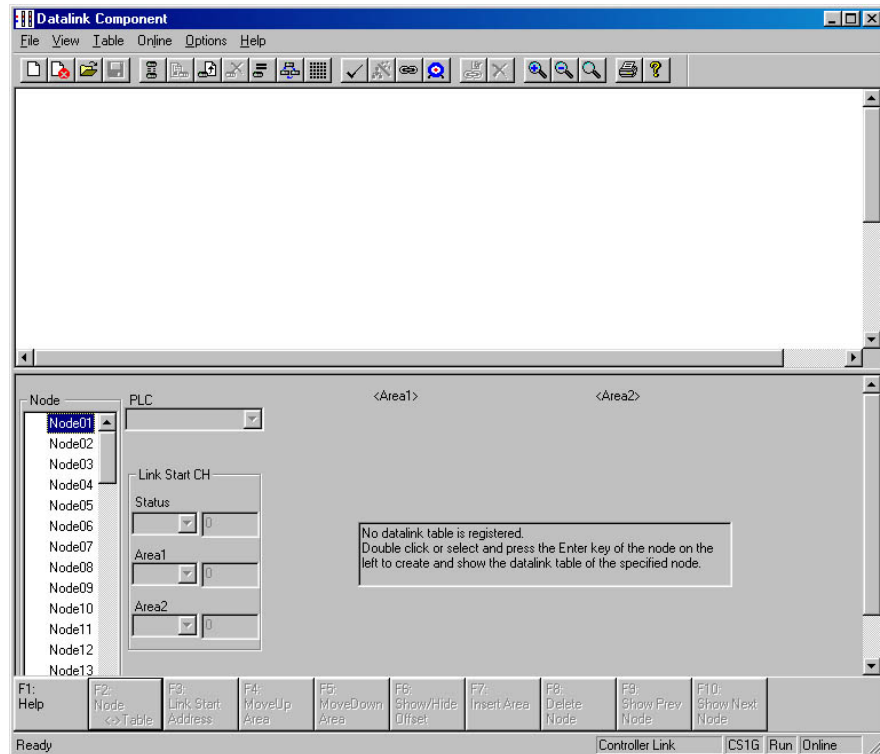 Datalink Component
File View Table Online Options Help
<Area1> <Area2>
Node
Node01
Node02
Node03
Node04
Node05
Node06
Node07
Node08
Node09
Node10
Node11
Node12
Node13
PLC
Link Start CH
Status
0
Area1
0
Area2
0
No datalink table is registered.
Double click or select and press the Enter key of the node on the
left to create and show the datalink table of the specified node.
F1:
Help
F2:
Node
<->Table
F3:
Link Start
Address
F4:
MoveUp
Area
F5:
MoveDown
Area
F6:
Show/Hide
Offset
F7:
Insert Area
F8:
Delete
Node
F9:
Show Prev
Node
F10:
Show Next
Node
Ready Controller Link CS1G Run Online